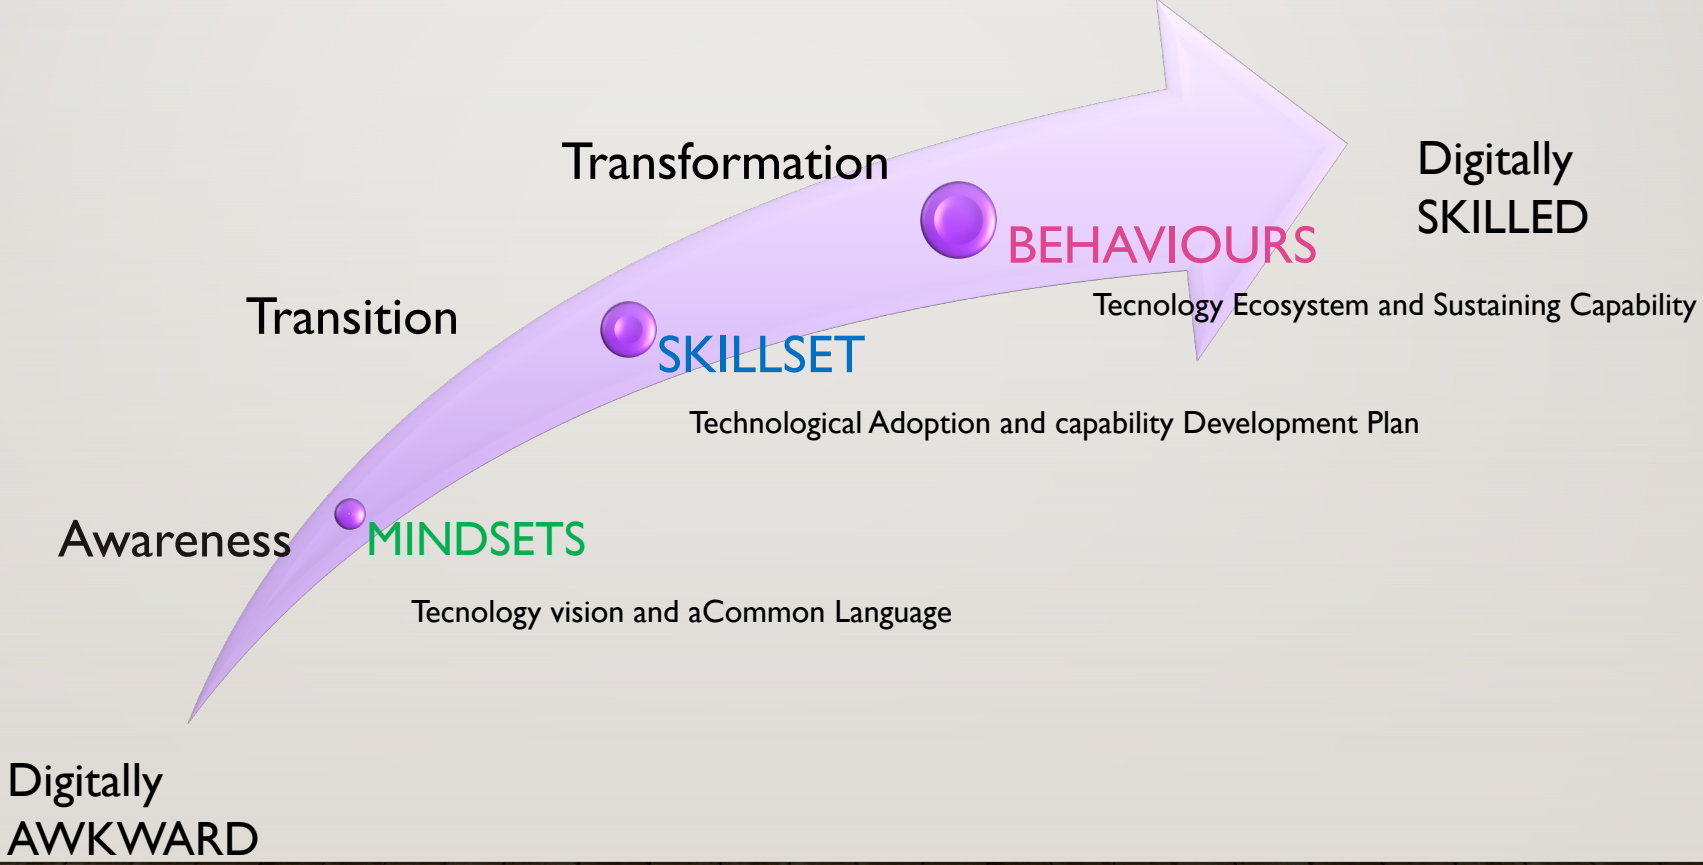 Transformation
Digitally
SKILLED
BEHAVIOURS
Tecnology Ecosystem and Sustaining Capability
Transition
SKILLSET
Technological Adoption and capability Development Plan
Awareness
MINDSETS
Tecnology vision and aCommon Language
Digitally
AWKWARD